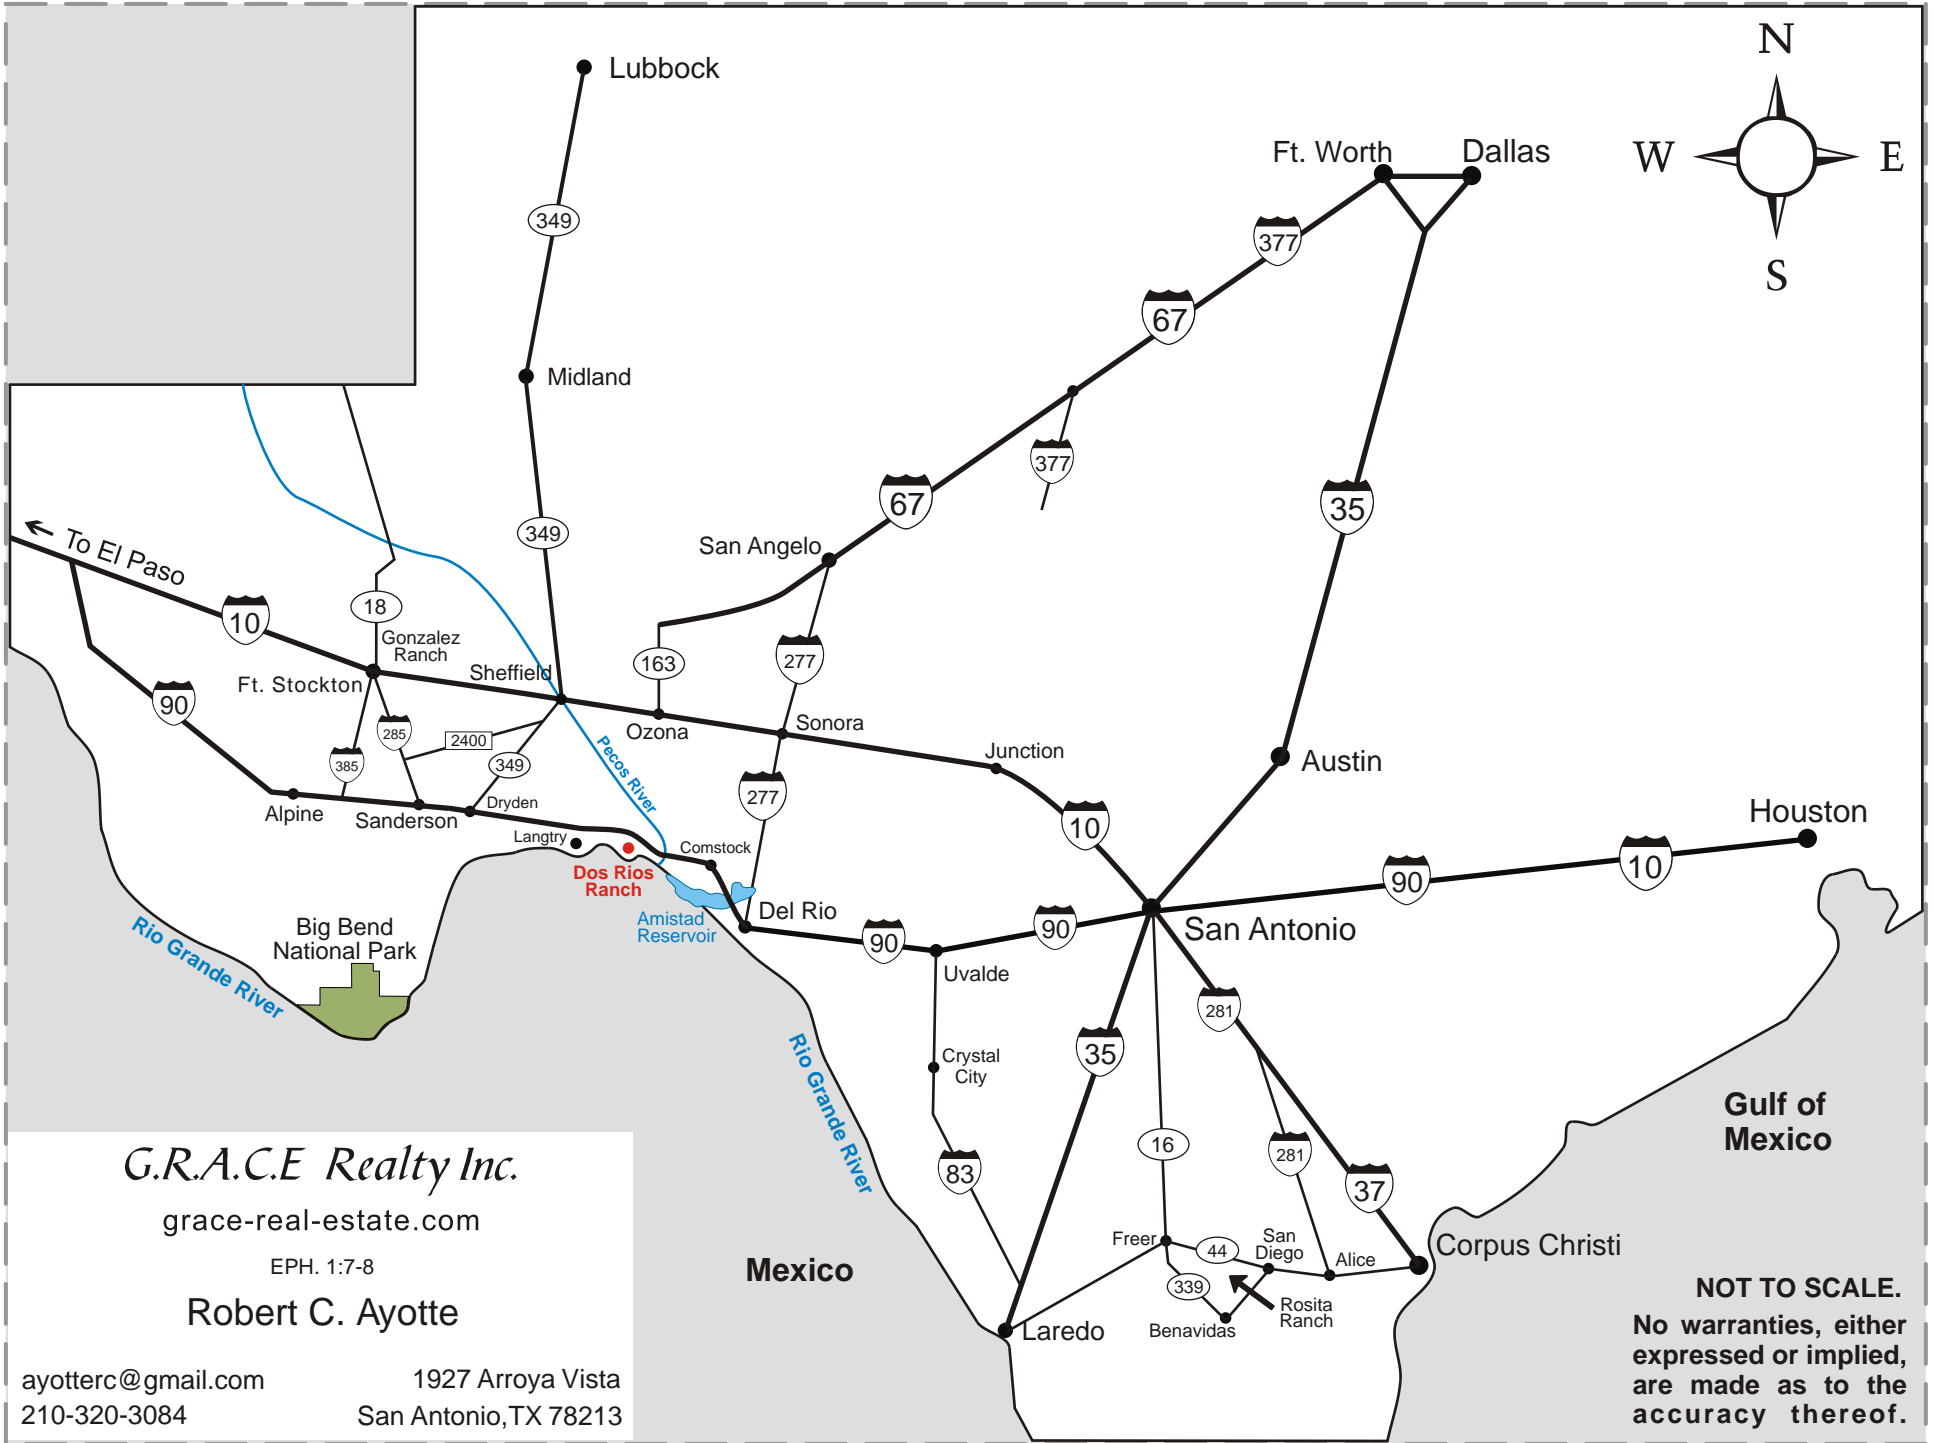 N
Lubbock
Ft. Worth
Dallas
W
E
349
377
S
67
Midland
377
67
35
349
San Angelo
To El Paso
18
10
Gonzalez
Ranch
163
277
Sheffield
Ft. Stockton
90
285
2400
Ozona
Sonora
Junction
385
349
Pecos River
277
Austin
Alpine
Sanderson
Dryden
Langtry
Comstock
10
Houston
Dos Rios
Ranch
90
10
Amistad
Reservoir
Del Rio
90
90
San Antonio
Big Bend
National Park
Rio Grande River
Uvalde
281
Rio Grande River
Crystal
City
35
Gulf of
Mexico
83
16
281
37
G.R.A.C.E Realty Inc.
grace-real-estate.com
EPH. 1:7-8
Robert C. Ayotte
ayotterc@gmail.com
1927 Arroya Vista
210-320-3084
San Antonio,TX 78213
Mexico
Freer
44
San
Diego
Alice
Corpus Christi
339
Rosita
Ranch
Benavidas
Laredo
NOT TO SCALE.
No warranties, either
expressed or implied,
are made as to the
accuracy thereof.